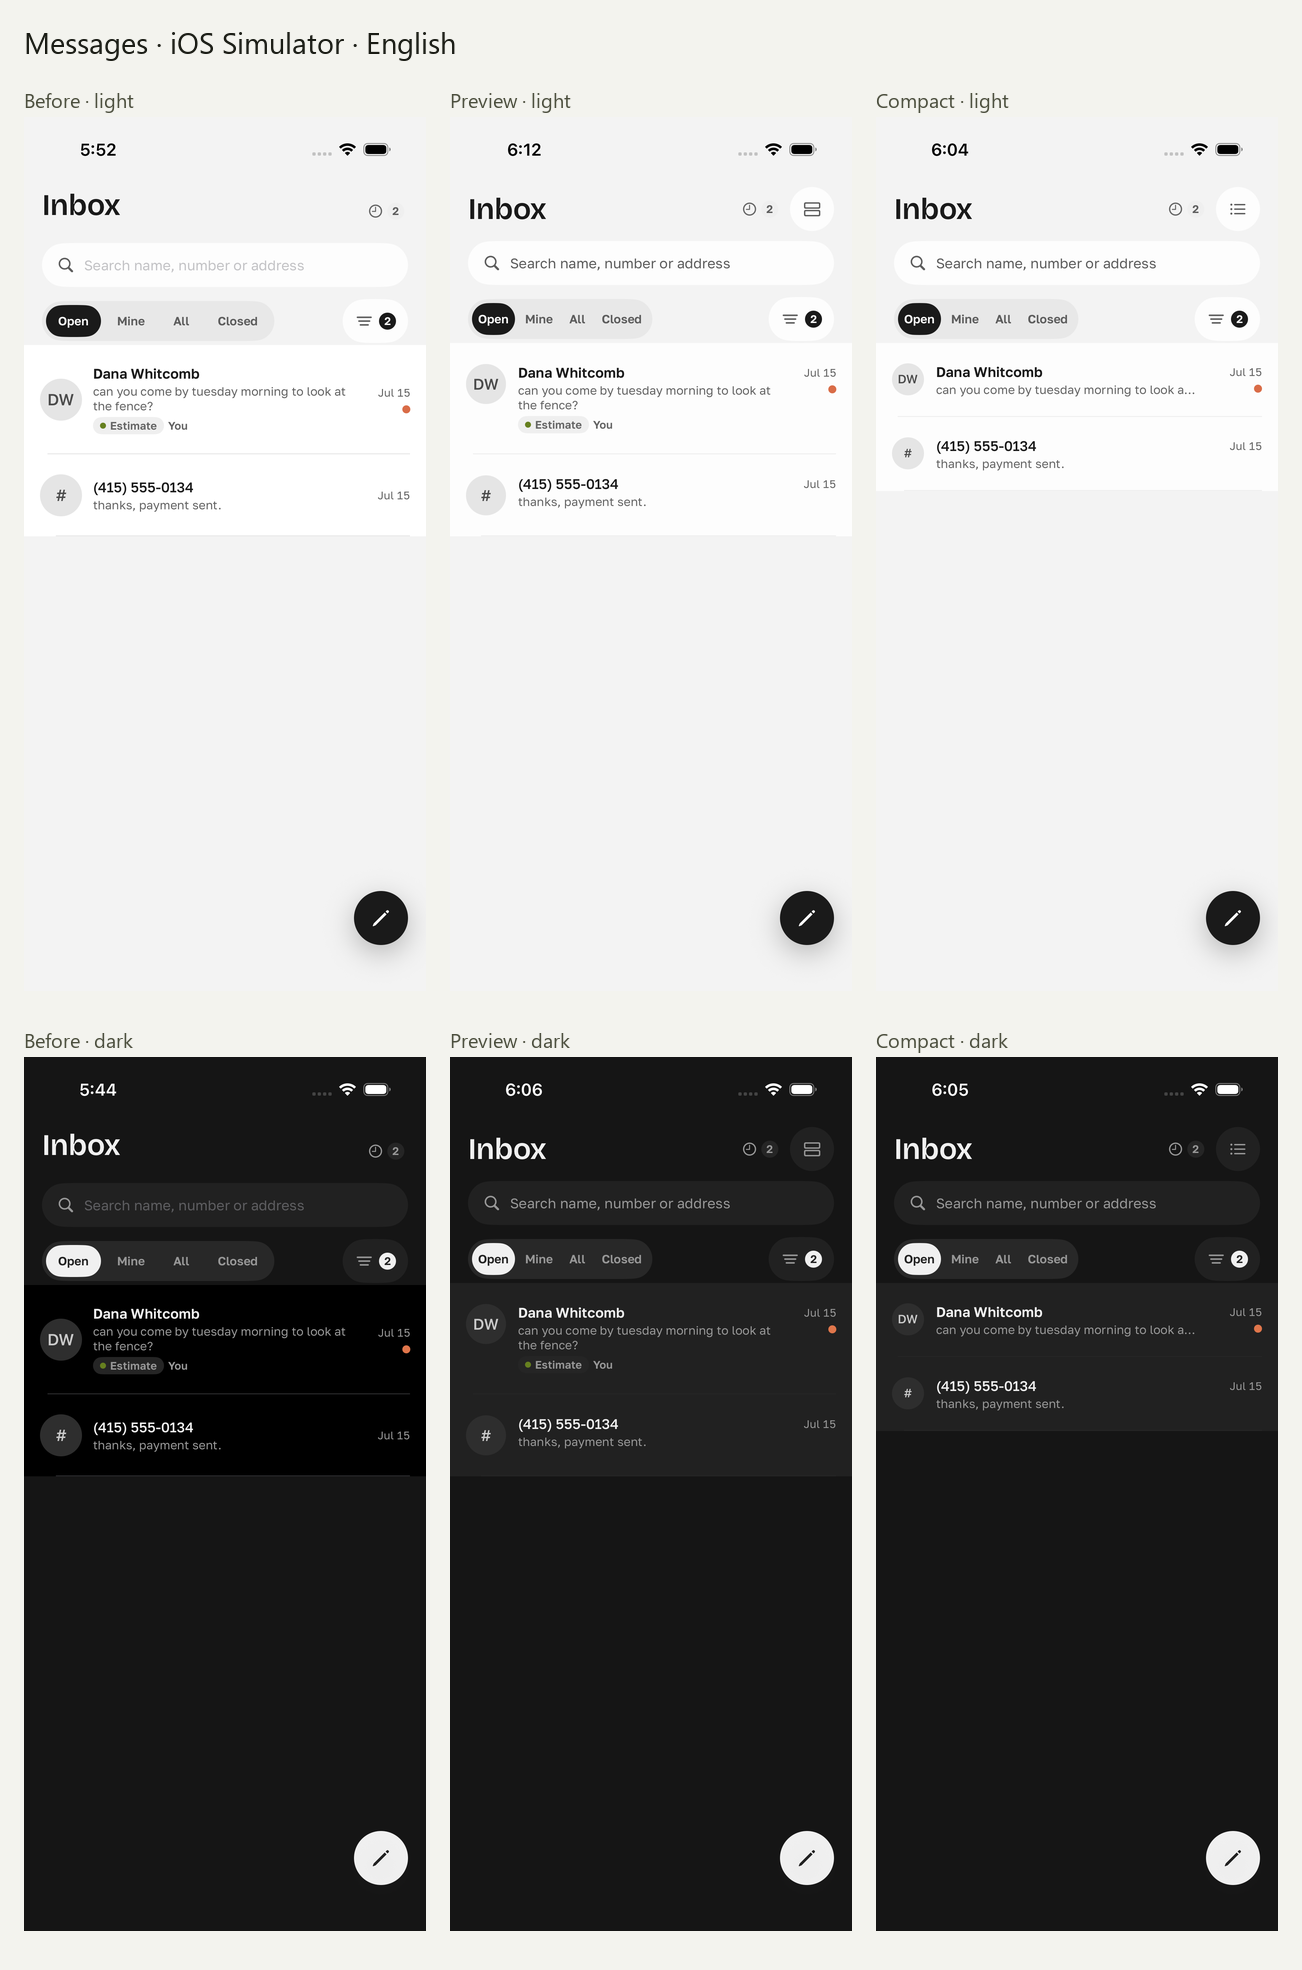 Messages · iOS Simulator · English
Before · light
5:52
Inbox
2
Search name, number or address
Open Mine All Closed
2
DW
Dana Whitcomb
can you come by tuesday morning to look at
the fence?
Jul 15
Estimate You
#
(415) 555-0134
thanks, payment sent.
Jul 15
Preview · light
6:12
Inbox
2
Search name, number or address
Open Mine All Closed
2
DW
Dana Whitcomb
can you come by tuesday morning to look at
the fence?
Jul 15
Estimate You
#
(415) 555-0134
thanks, payment sent.
Jul 15
Compact · light
6:04
Inbox
2
Search name, number or address
Open Mine All Closed
2
DW
Dana Whitcomb
can you come by tuesday morning to look a...
Jul 15
#
(415) 555-0134
thanks, payment sent.
Jul 15
Before · dark
5:44
Inbox
2
Search name, number or address
Open Mine All Closed
2
DW
Dana Whitcomb
can you come by tuesday morning to look at
the fence?
Jul 15
Estimate You
#
(415) 555-0134
thanks, payment sent.
Jul 15
Preview · dark
6:06
Inbox
2
Search name, number or address
Open Mine All Closed
2
DW
Dana Whitcomb
can you come by tuesday morning to look at
the fence?
Jul 15
Estimate You
#
(415) 555-0134
thanks, payment sent.
Jul 15
Compact · dark
6:05
Inbox
2
Search name, number or address
Open Mine All Closed
2
DW
Dana Whitcomb
can you come by tuesday morning to look a...
Jul 15
#
(415) 555-0134
thanks, payment sent.
Jul 15